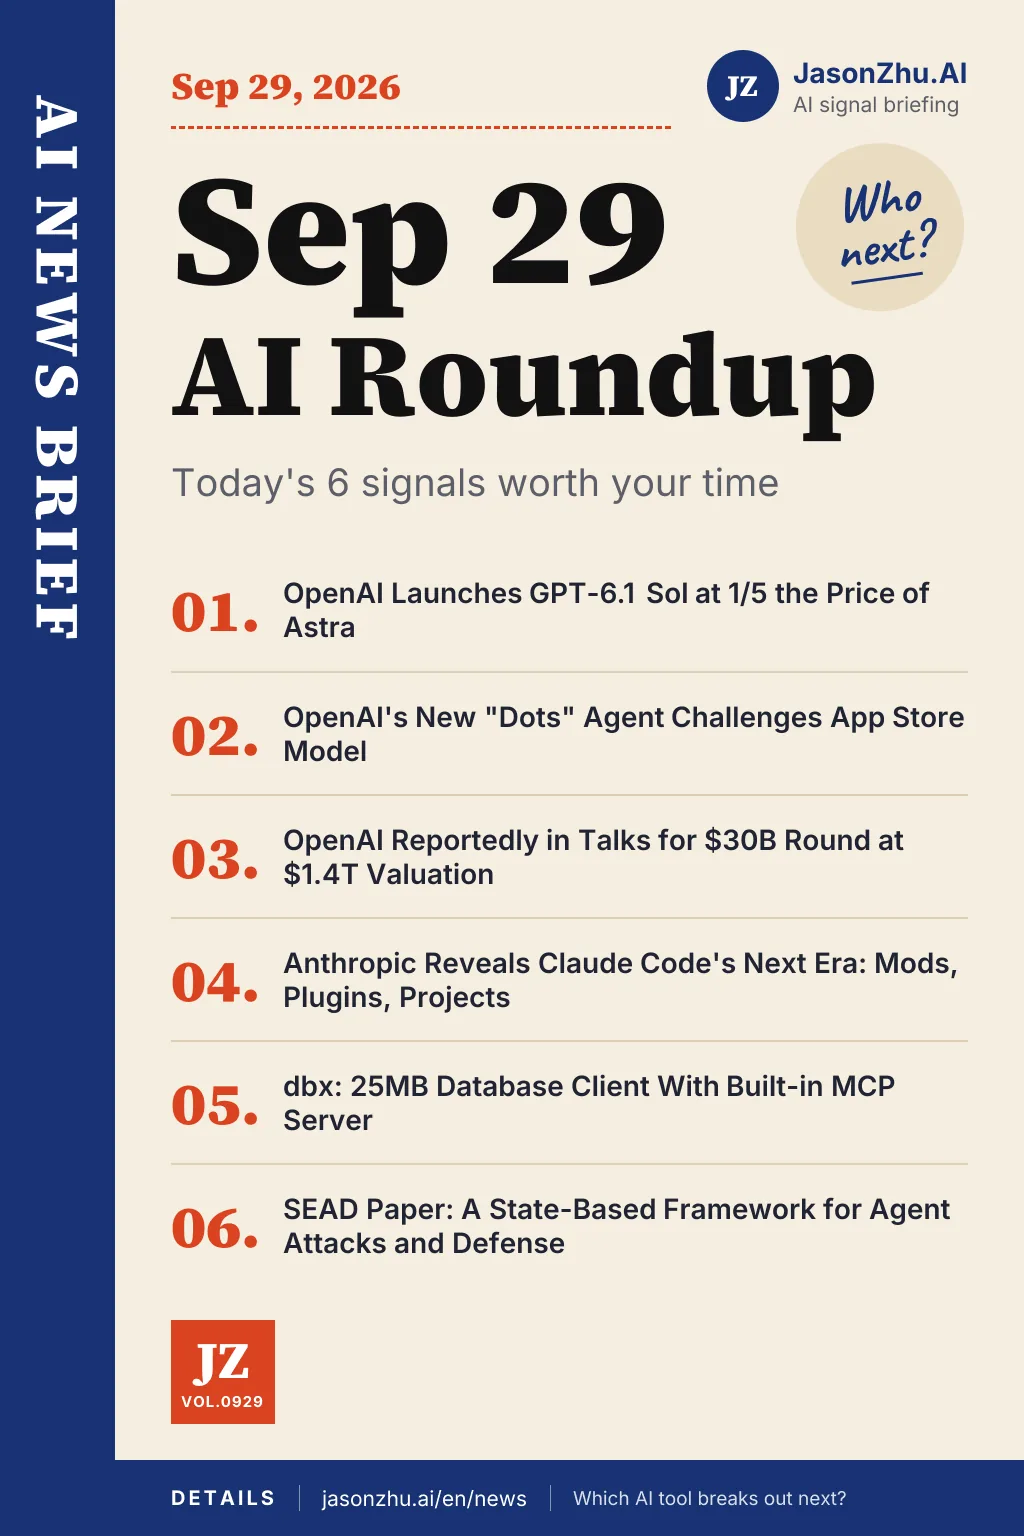 AI NEWS BRIEF
Sep 29, 2026
JZ
JasonZhu.AI
AI signal briefing
Who
next?
Sep 29
AI Roundup
Today's 6 signals worth your time
01.
OpenAI Launches GPT-6.1 Sol at 1/5 the Price of
Astra
02.
OpenAI's New "Dots" Agent Challenges App Store
Model
03.
OpenAI Reportedly in Talks for $30B Round at
$1.4T Valuation
04.
Anthropic Reveals Claude Code's Next Era: Mods,
Plugins, Projects
05.
dbx: 25MB Database Client With Built-in MCP
Server
06.
SEAD Paper: A State-Based Framework for Agent
Attacks and Defense
JZ
VOL.0929
DETAILS
jasonzhu.ai/en/news
Which AI tool breaks out next?